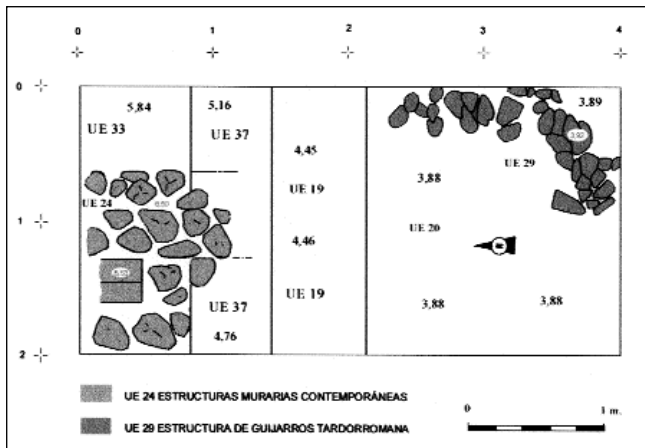 0 1 2 3 4
0
5,84 5,16 3.89
UE 33 UE 37
3,92
4,45
UE 29
UE 19 3,88
UE 24
1
4,46 UE 20
UE 37 UE 19 3,88 3,88
4.76
2
UE 24 ESTRUCTURAS MURARIAS CONTEMPORÁNEAS
0 1 m.
UE 29 ESTRUCTURA DE GUIJARROS TARDORROMANA